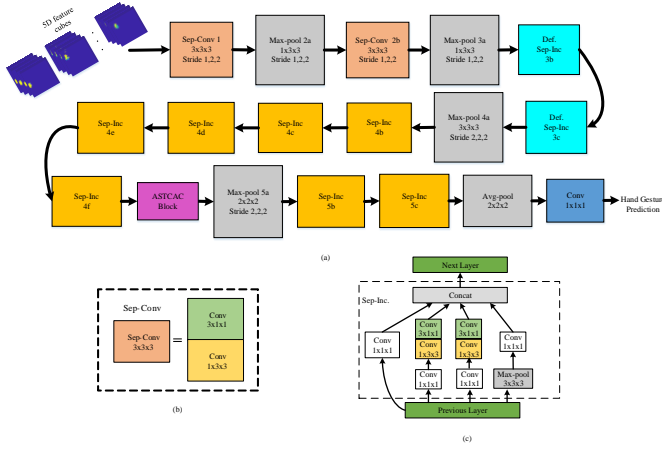 5D feature
cubes
Sep-Conv 1
3x3x3
Stride 1,2,2
Max-pool 2a
1x3x3
Stride 1,2,2
Sep-Conv 2b
3x3x3
Stride 1,2,2
Max-pool 3a
1x3x3
Stride 1,2,2
Def.
Sep-Inc
3b
Sep-Inc
4e
Sep-Inc
4d
Sep-Inc
4c
Sep-Inc
4b
Max-pool 4a
3x3x3
Stride 2,2,2
Def.
Sep-Inc
3c
Sep-Inc
4f
ASTCAC
Block
Max-pool 5a
2x2x2
Stride 2,2,2
Sep-Inc
5b
Sep-Inc
5c
Avg-pool
2x2x2
Conv
1x1x1
Hand Gesture
Prediction
(a)
Sep-Conv
Sep-Conv
3x3x3
=
Conv
3x1x1
Conv
1x3x3
(b)
Next Layer
Sep-Inc.
Concat
Conv
1x1x1
Conv
3x1x1
Conv
1x3x3
Conv
3x1x1
Conv
1x3x3
Conv
1x1x1
Conv
1x1x1
Conv
1x1x1
Max-pool
3x3x3
Previous Layer
(c)